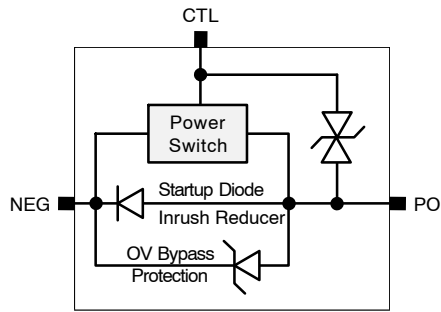 CTL
Power
Switch
NEG
Startup Diode
Inrush Reducer
PO
OV Bypass
Protection